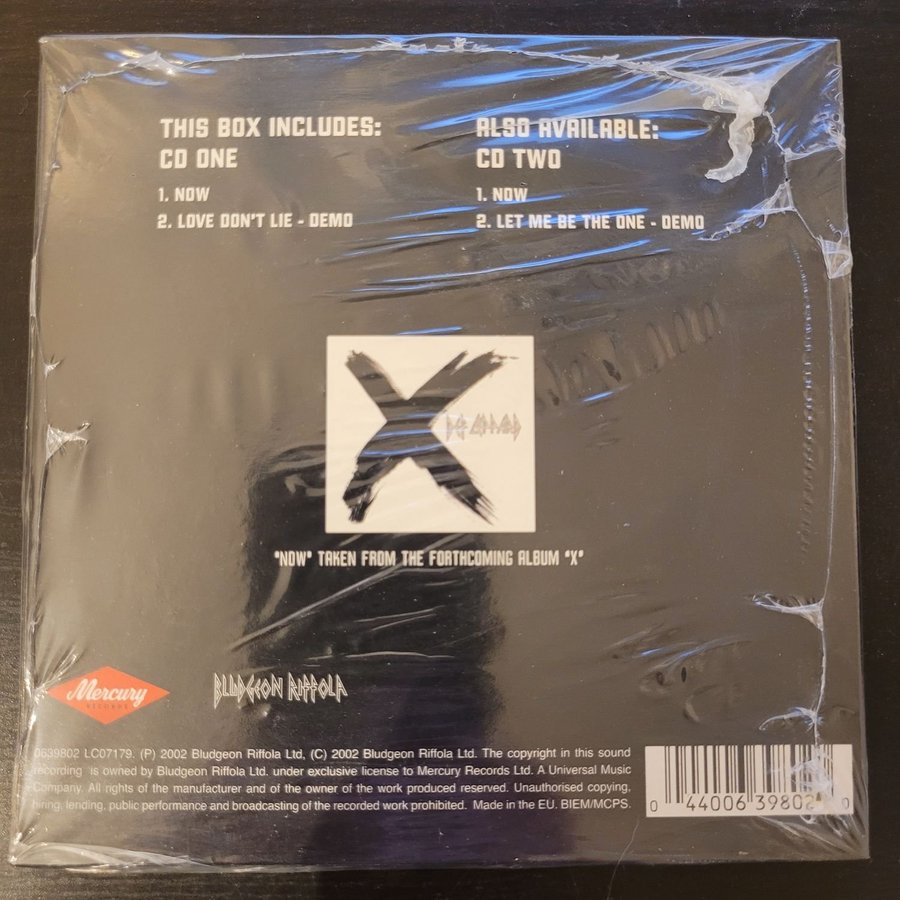 THIS BOX INCLUDES:
CD ONE
1. NOW
2. LOVE DON'T LIE - DEMO
ALSO AVAILABLE:
CD TWO
1. NOW
2. LET ME BE THE ONE - DEMO
DEF LEPPARD
"NOW" TAKEN FROM THE FORTHCOMING ALBUM "X"
Mercury
RECORDS
BLUDGEON RIFFOLA
0639802 LC07179. (P) 2002 Bludgeon Riffola Ltd, (C) 2002 Bludgeon Riffola Ltd. The copyright in this sound
recording is owned by Bludgeon Riffola Ltd. under exclusive license to Mercury Records Ltd. A Universal Music
Company. All rights of the manufacturer and of the owner of the work produced reserved. Unauthorised copying,
hiring, lending, public performance and broadcasting of the recorded work prohibited. Made in the EU. BIEM/MCPS.
0 44006 39802 0